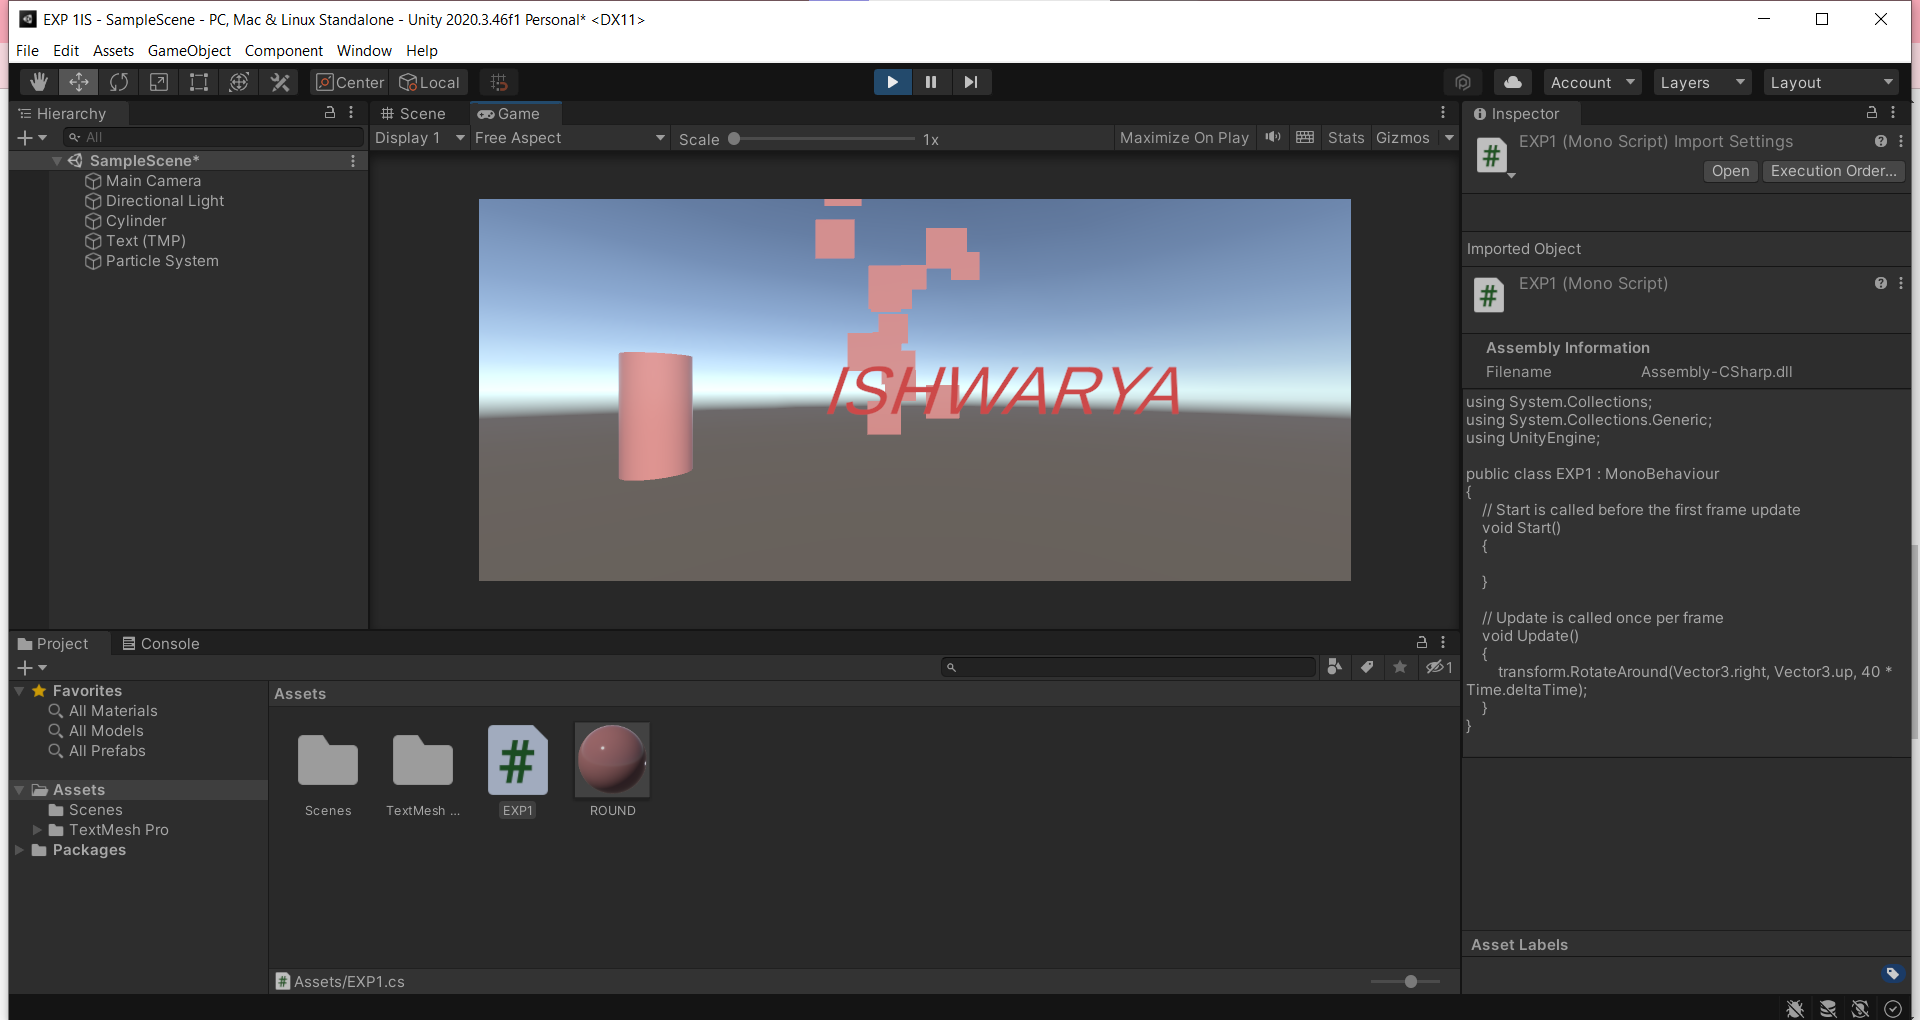 EXP 1IS - SampleScene - PC, Mac & Linux Standalone - Unity 2020.3.46f1 Personal* <DX11>
File Edit Assets GameObject Component Window Help
Center Local Account Layers Layout
Hierarchy
All
SampleScene*
Main Camera
Directional Light
Cylinder
Text (TMP)
Particle System
Scene Game
Display 1 Free Aspect Scale 1x Maximize On Play Stats Gizmos
ISHWARYA
Inspector
EXP1 (Mono Script) Import Settings
Open Execution Order...
Imported Object
EXP1 (Mono Script)
Assembly Information
Filename Assembly-CSharp.dll
using System.Collections;
using System.Collections.Generic;
using UnityEngine;
public class EXP1 : MonoBehaviour
{
// Start is called before the first frame update
void Start()
{
}
// Update is called once per frame
void Update()
{
transform.RotateAround(Vector3.right, Vector3.up, 40 *
Time.deltaTime);
}
}
Asset Labels
Project Console
1
Favorites
All Materials
All Models
All Prefabs
Assets
Scenes
TextMesh Pro
Packages
Assets
Scenes TextMesh ... EXP1 ROUND
Assets/EXP1.cs